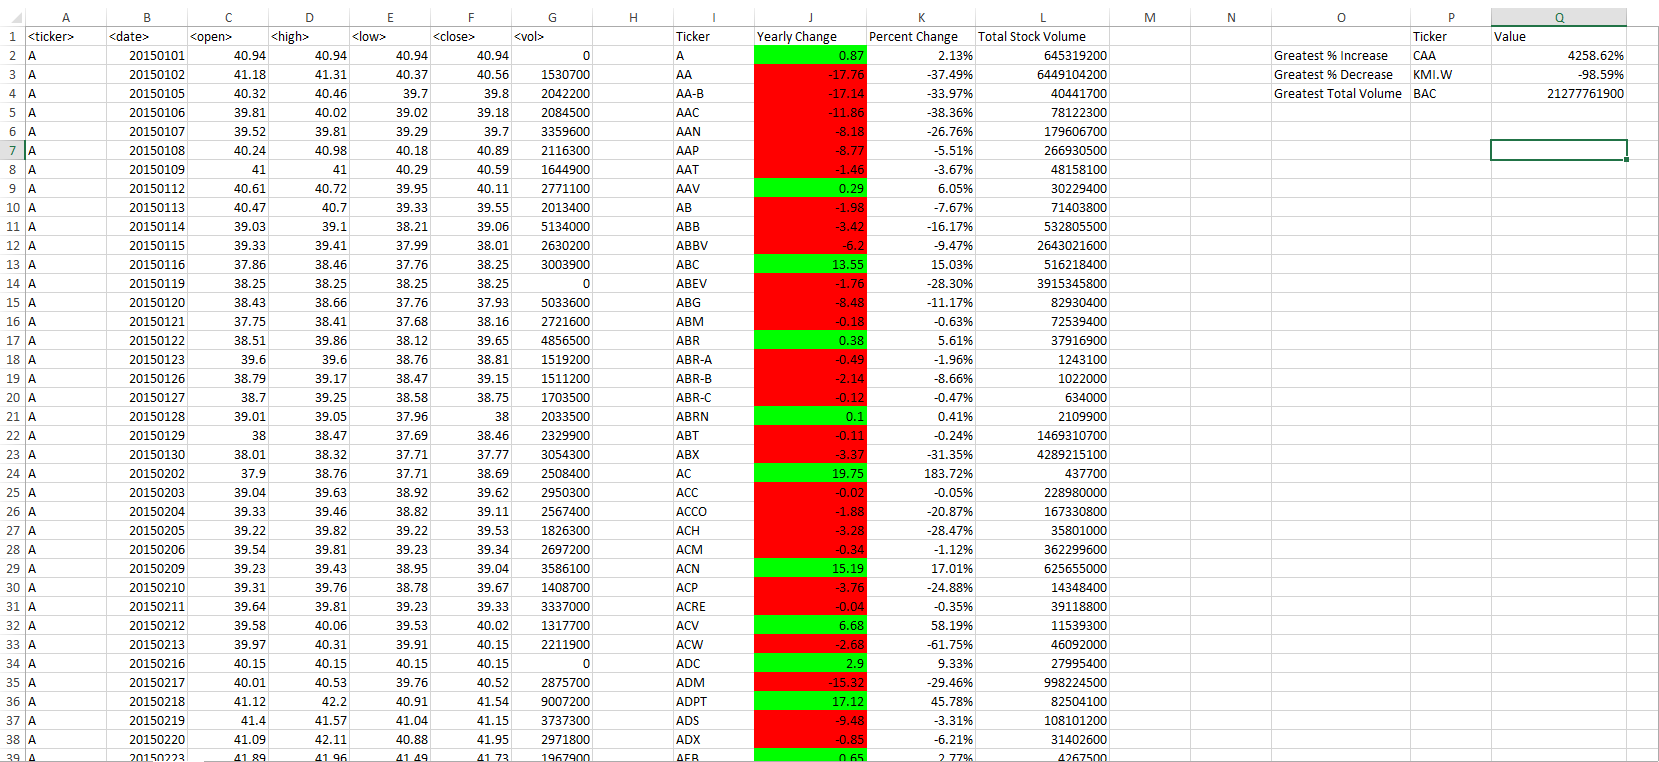 A B C D E F G H I J K L M N O P Q
1 <ticker> <date> <open> <high> <low> <close> <vol> Ticker Yearly Change Percent Change Total Stock Volume Ticker Value
2 A 20150101 40.94 40.94 40.94 40.94 0 A 0.87 2.13% 645319200 Greatest % Increase CAA 4258.62%
3 A 20150102 41.18 41.31 40.37 40.56 1530700 AA -17.76 -37.49% 6449104200 Greatest % Decrease KMI.W -98.59%
4 A 20150105 40.32 40.46 39.7 39.8 2042200 AA-B -17.14 -33.97% 40441700 Greatest Total Volume BAC 21277761900
5 A 20150106 39.81 40.02 39.02 39.18 2084500 AAC -11.86 -38.36% 78122300
6 A 20150107 39.52 39.81 39.29 39.7 3359600 AAN -8.18 -26.76% 179606700
7 A 20150108 40.24 40.98 40.18 40.89 2116300 AAP -8.77 -5.51% 266930500
8 A 20150109 41 41 40.29 40.59 1644900 AAT -1.46 -3.67% 48158100
9 A 20150112 40.61 40.72 39.95 40.11 2771100 AAV 0.29 6.05% 30229400
10 A 20150113 40.47 40.7 39.33 39.55 2013400 AB -1.98 -7.67% 71403800
11 A 20150114 39.03 39.1 38.21 39.06 5134000 ABB -3.42 -16.17% 532805500
12 A 20150115 39.33 39.41 37.99 38.01 2630200 ABBV -6.2 -9.47% 2643021600
13 A 20150116 37.86 38.46 37.76 38.25 3003900 ABC 13.55 15.03% 516218400
14 A 20150119 38.25 38.25 38.25 38.25 0 ABEV -1.76 -28.30% 3915345800
15 A 20150120 38.43 38.66 37.76 37.93 5033600 ABG -8.48 -11.17% 82930400
16 A 20150121 37.75 38.41 37.68 38.16 2721600 ABM -0.18 -0.63% 72539400
17 A 20150122 38.51 39.86 38.12 39.65 4856500 ABR 0.38 5.61% 37916900
18 A 20150123 39.6 39.6 38.76 38.81 1519200 ABR-A -0.49 -1.96% 1243100
19 A 20150126 38.79 39.17 38.47 39.15 1511200 ABR-B -2.14 -8.66% 1022000
20 A 20150127 38.7 39.25 38.58 38.75 1703500 ABR-C -0.12 -0.47% 634000
21 A 20150128 39.01 39.05 37.96 38 2033500 ABRN 0.1 0.41% 2109900
22 A 20150129 38 38.47 37.69 38.46 2329900 ABT -0.11 -0.24% 1469310700
23 A 20150130 38.01 38.32 37.71 37.77 3054300 ABX -3.37 -31.35% 4289215100
24 A 20150202 37.9 38.76 37.71 38.69 2508400 AC 19.75 183.72% 437700
25 A 20150203 39.04 39.63 38.92 39.62 2950300 ACC -0.02 -0.05% 228980000
26 A 20150204 39.33 39.46 38.82 39.11 2567400 ACCO -1.88 -20.87% 167330800
27 A 20150205 39.22 39.82 39.22 39.53 1826300 ACH -3.28 -28.47% 35801000
28 A 20150206 39.54 39.81 39.23 39.34 2697200 ACM -0.34 -1.12% 362299600
29 A 20150209 39.23 39.43 38.95 39.04 3586100 ACN 15.19 17.01% 625655000
30 A 20150210 39.31 39.76 38.78 39.67 1408700 ACP -3.76 -24.88% 14348400
31 A 20150211 39.64 39.81 39.23 39.33 3337000 ACRE -0.04 -0.35% 39118800
32 A 20150212 39.58 40.06 39.53 40.02 1317700 ACV 6.68 58.19% 11539300
33 A 20150213 39.97 40.31 39.91 40.15 2211900 ACW -2.68 -61.75% 46092000
34 A 20150216 40.15 40.15 40.15 40.15 0 ADC 2.9 9.33% 27995400
35 A 20150217 40.01 40.53 39.76 40.52 2875700 ADM -15.32 -29.46% 998224500
36 A 20150218 41.12 42.2 40.91 41.54 9007200 ADPT 17.12 45.78% 82504100
37 A 20150219 41.4 41.57 41.04 41.15 3737300 ADS -9.48 -3.31% 108101200
38 A 20150220 41.09 42.11 40.88 41.95 2971800 ADX -0.85 -6.21% 31402600
39 A 20150223 41.89 41.96 41.49 41.73 1967900 AEB 0.65 2.77% 4267500